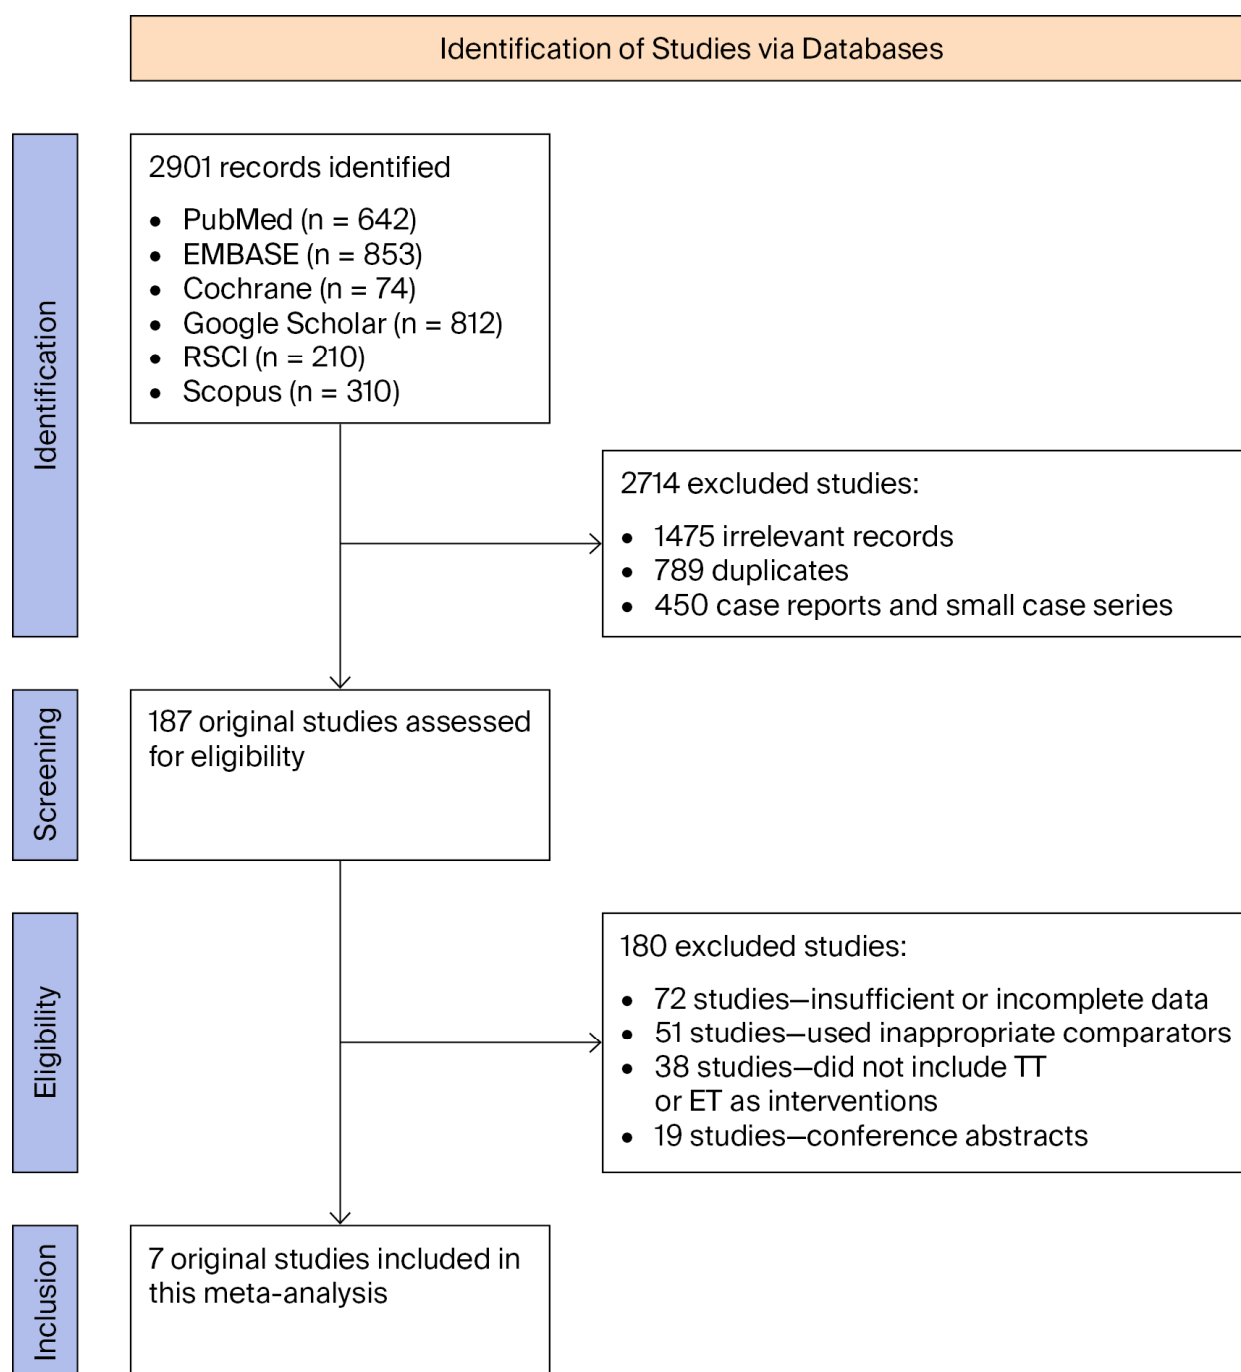 Identification of Studies via Databases
Identification
2901 records identified
• PubMed (n = 642)
• EMBASE (n = 853)
• Cochrane (n = 74)
• Google Scholar (n = 812)
• RSCI (n = 210)
• Scopus (n = 310)
2714 excluded studies:
• 1475 irrelevant records
• 789 duplicates
• 450 case reports and small case series
Screening
187 original studies assessed
for eligibility
Eligibility
180 excluded studies:
• 72 studies—insufficient or incomplete data
• 51 studies—used inappropriate comparators
• 38 studies—did not include TT
or ET as interventions
• 19 studies—conference abstracts
Inclusion
7 original studies included in
this meta-analysis